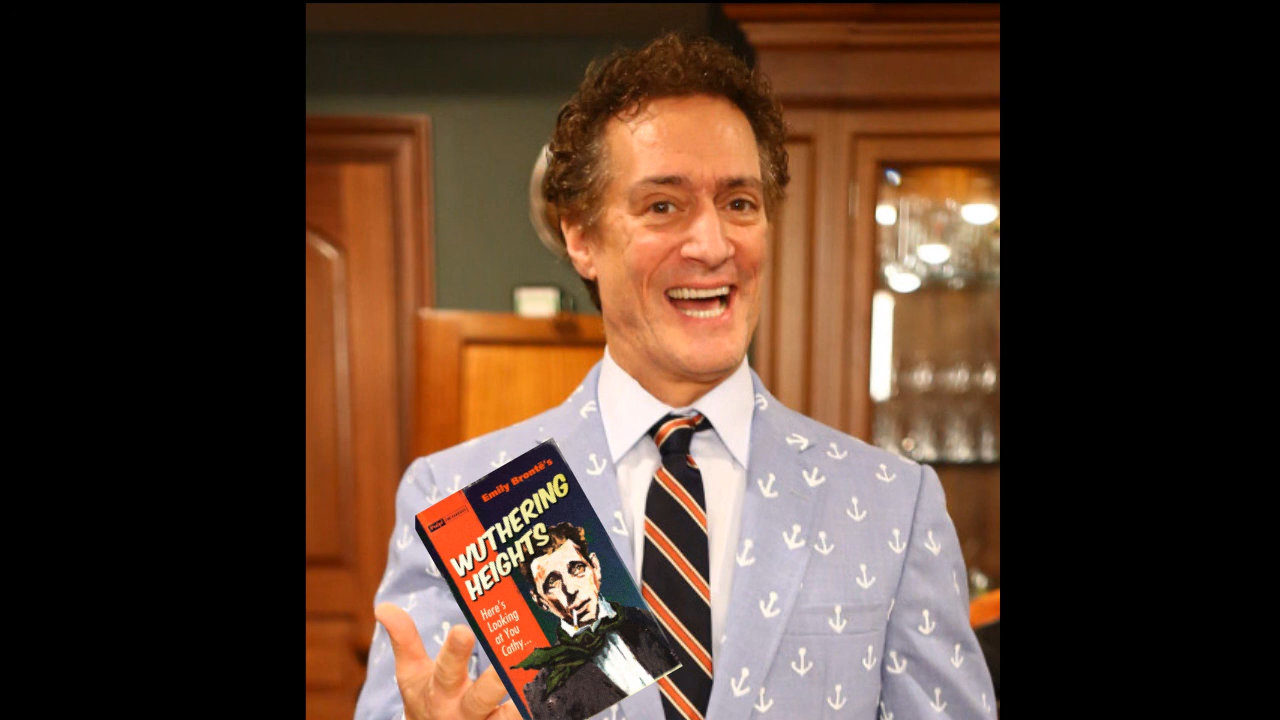 Emily Brontë's
WUTHERING
HEIGHTS
Here's
Looking
at You
Cathy...